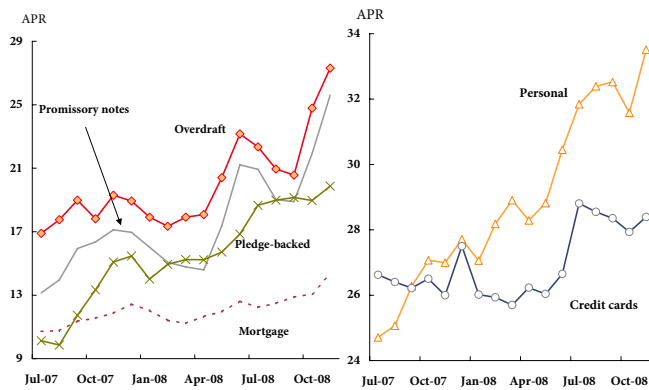 APR
29
25
21
17
13
9
Promissory notes
Overdraft
Pledge-backed
Mortgage
Jul-07 Oct-07 Jan-08 Apr-08 Jul-08 Oct-08
APR
34
32
30
28
26
24
Personal
Credit cards
Jul-07 Oct-07 Jan-08 Apr-08 Jul-08 Oct-08